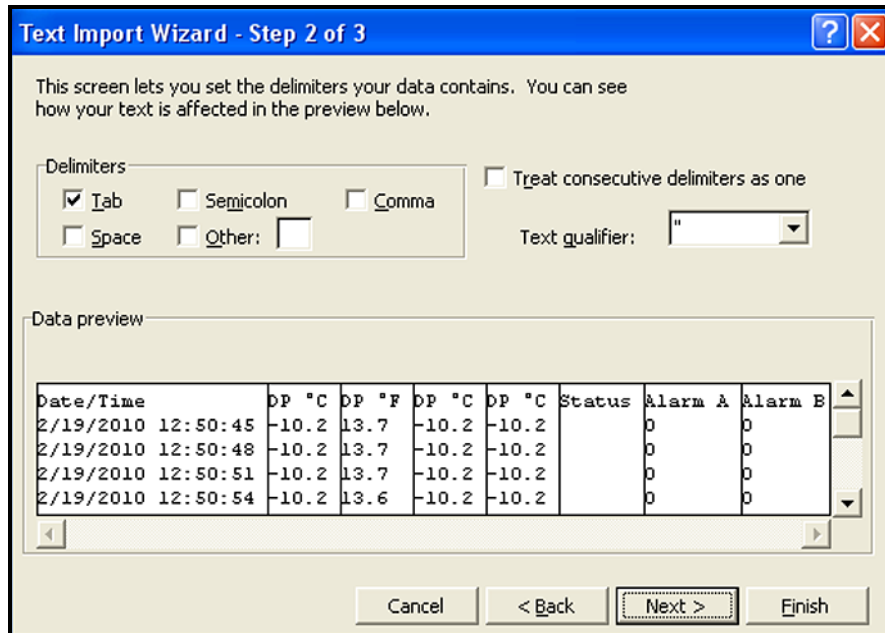 Text Import Wizard - Step 2 of 3
This screen lets you set the delimiters your data contains. You can see
how your text is affected in the preview below.
Delimiters
Tab Semicolon Comma
Space Other:
Treat consecutive delimiters as one
Text qualifier: "
Data preview
Date/Time DP °C DP °F DP °C DP °C Status Alarm A Alarm B
2/19/2010 12:50:45 -10.2 13.7 -10.2 -10.2 0 0
2/19/2010 12:50:48 -10.2 13.7 -10.2 -10.2 0 0
2/19/2010 12:50:51 -10.2 13.7 -10.2 -10.2 0 0
2/19/2010 12:50:54 -10.2 13.6 -10.2 -10.2 0 0
Cancel < Back Next > Finish